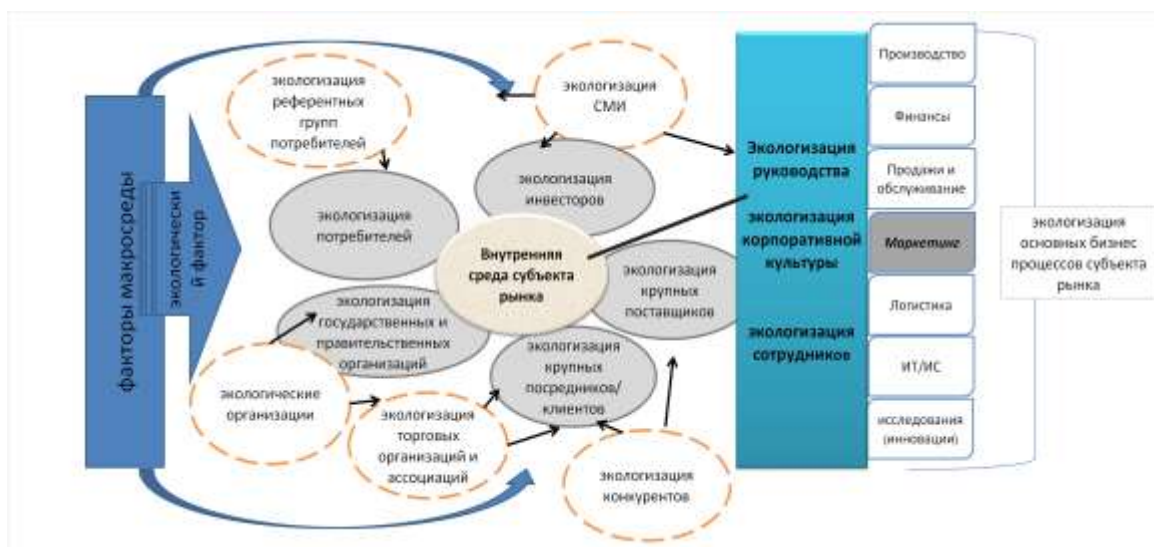 факторы макросреды
экологически
й фактор
экологизация
референтных
групп
потребителей
экологизация
СМИ
экологизация
потребителей
экологизация
инвесторов
Внутренняя
среда субъекта
рынка
экологизация
крупных
поставщиков
экологизация
государственных и
правительственных
организаций
экологизация
крупных
посредников/
клиентов
экологические
организации
экологизация
торговых
организаций и
ассоциаций
экологизация
конкурентов
Экологизация
руководства
экологизация
корпоративной
культуры
экологизация
сотрудников
Производство
Финансы
Продажи и
обслуживание
Маркетинг
Логистика
ИТ/ИС
исследования
(инновации)
экологизация
основных бизнес
процессов субъекта
рынка